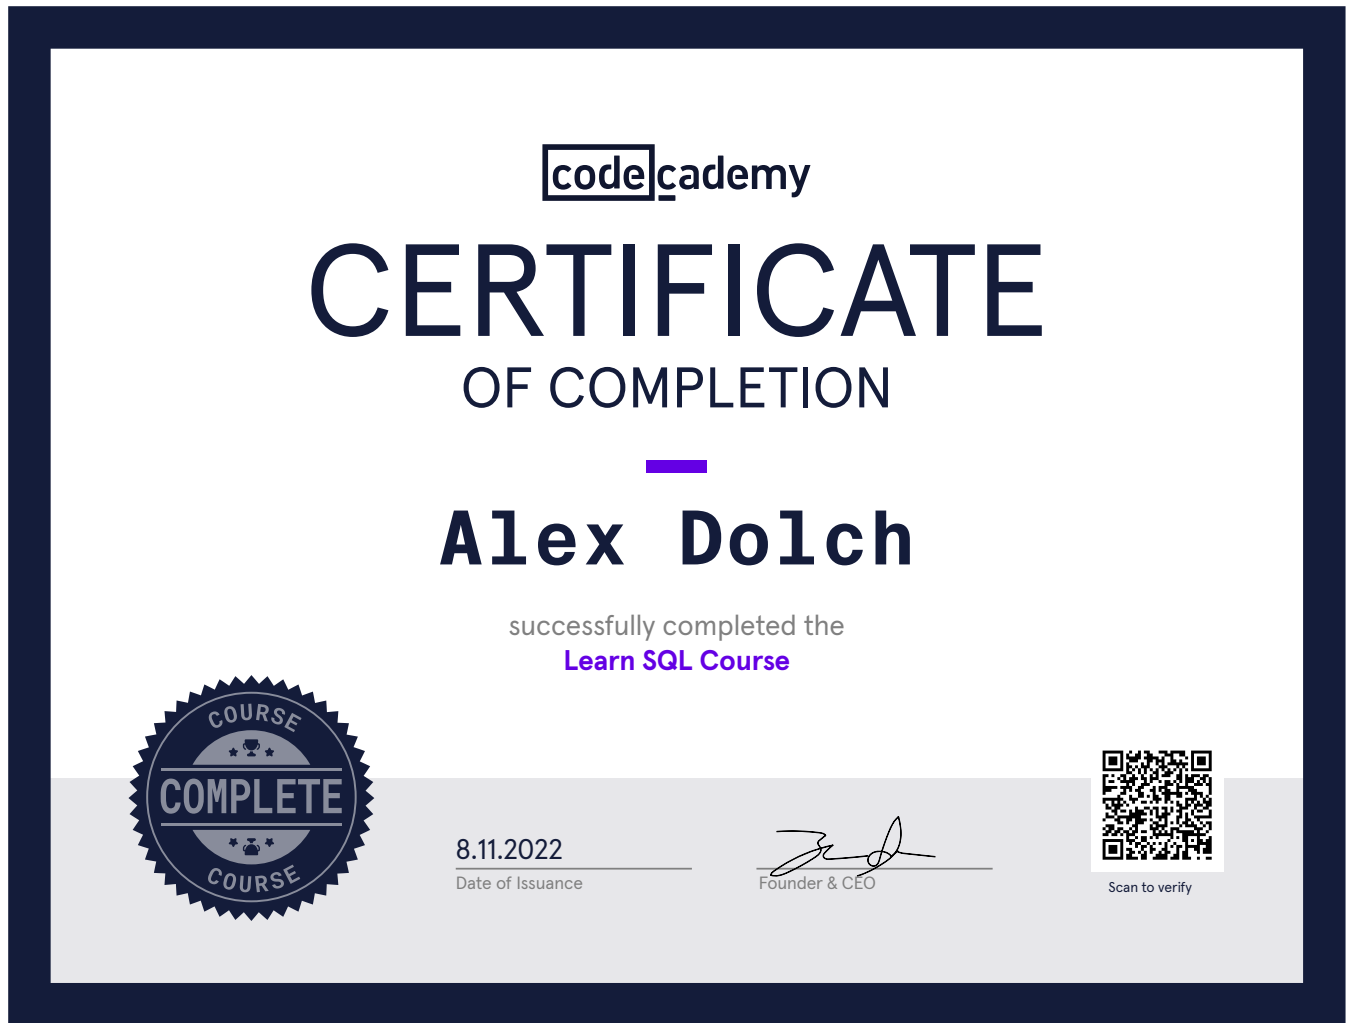 codecademy
CERTIFICATE
OF COMPLETION
Alex Dolch
successfully completed the
Learn SQL Course
COURSE
COMPLETE
COURSE
8.11.2022
Date of Issuance
Founder & CEO
Scan to verify